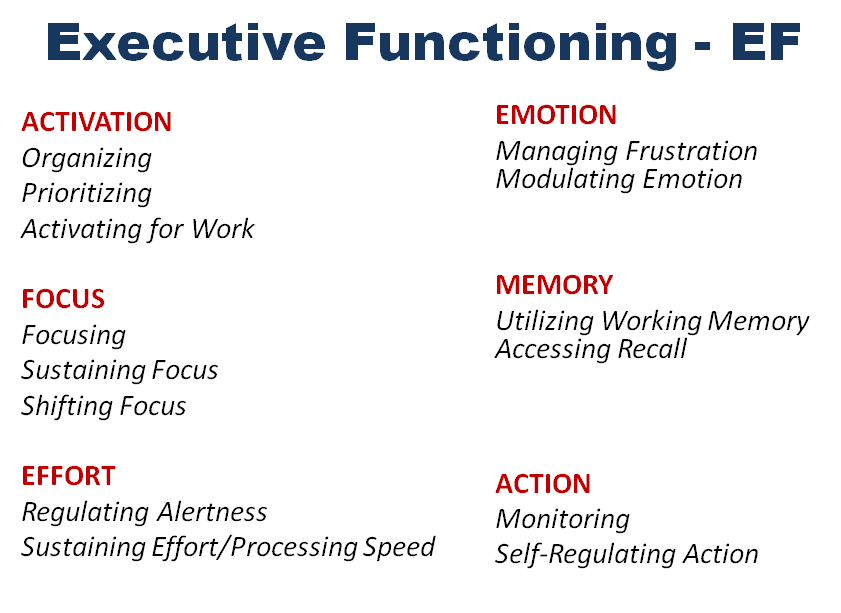 Executive Functioning - EF
ACTIVATION
Organizing
Prioritizing
Activating for Work
FOCUS
Focusing
Sustaining Focus
Shifting Focus
EFFORT
Regulating Alertness
Sustaining Effort/Processing Speed
EMOTION
Managing Frustration
Modulating Emotion
MEMORY
Utilizing Working Memory
Accessing Recall
ACTION
Monitoring
Self-Regulating Action